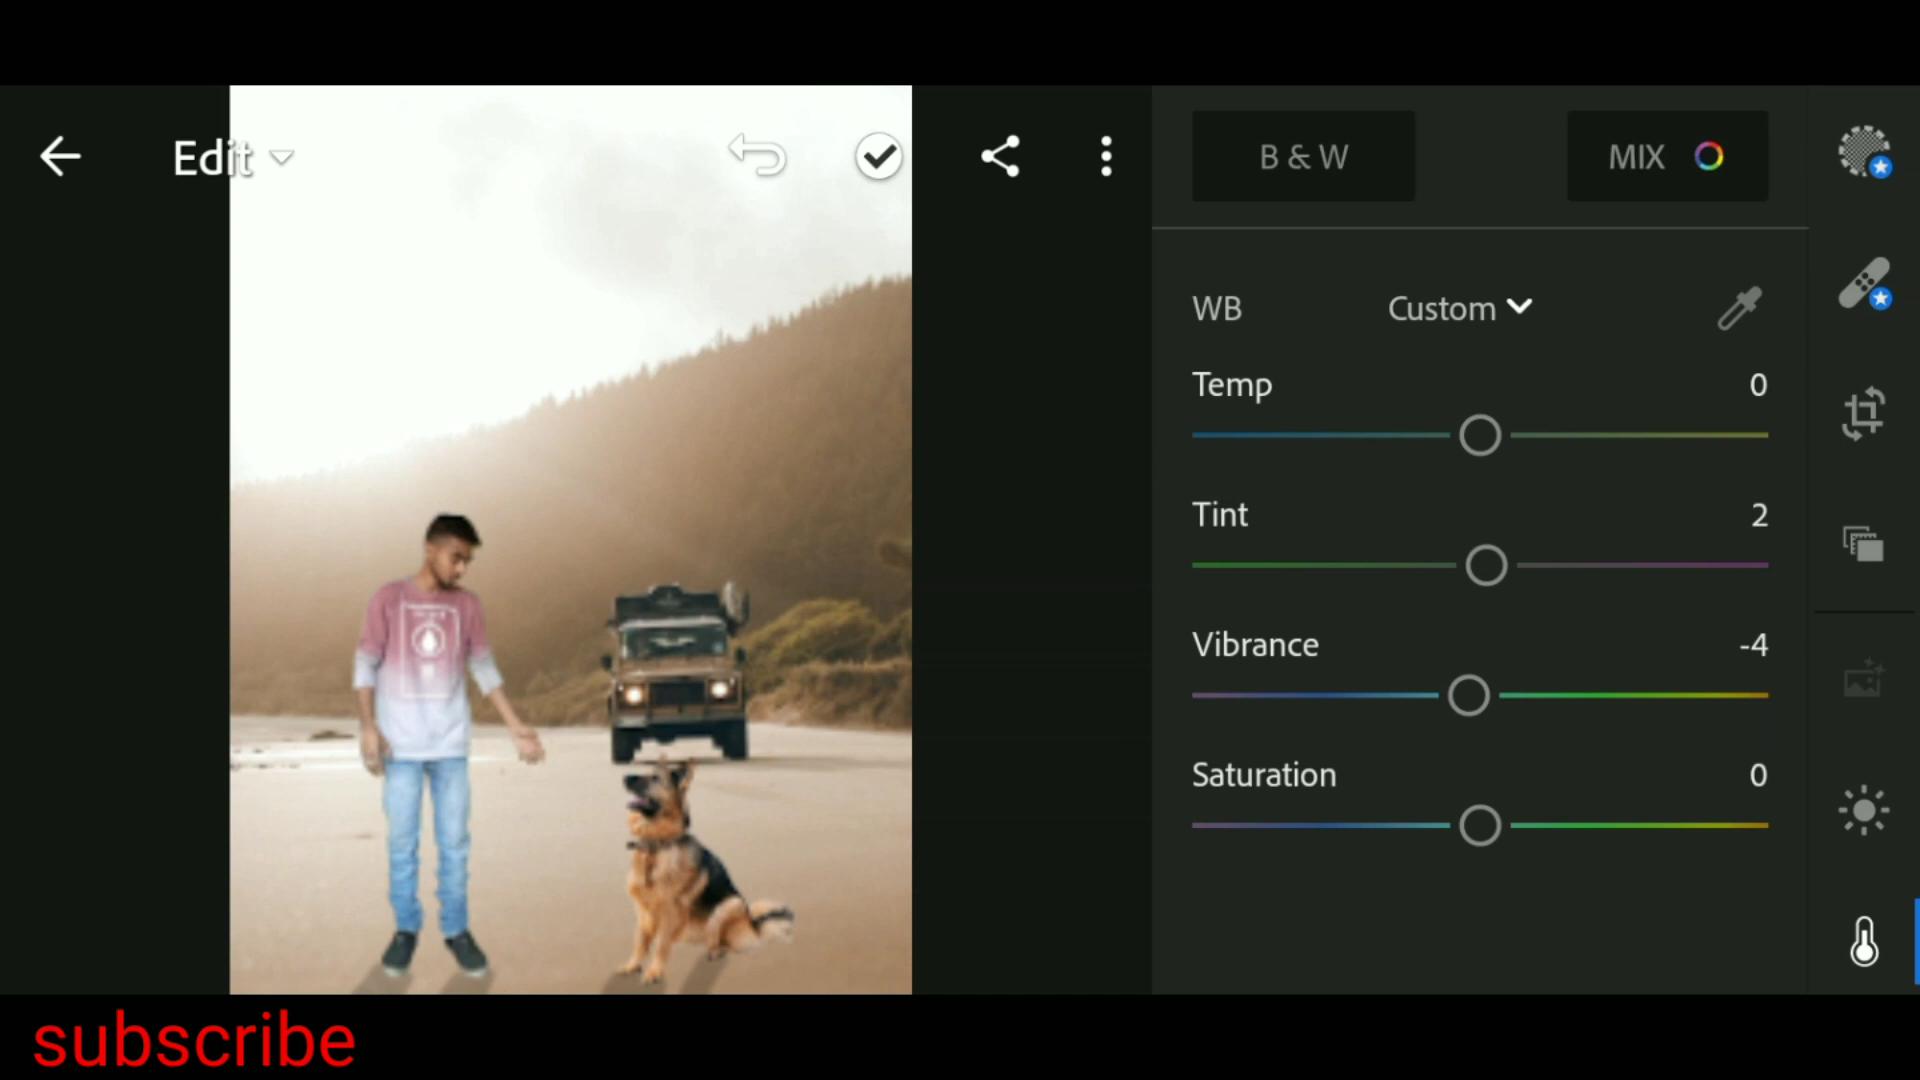 Edit
B & W
MIX
WB
Custom
Temp
0
Tint
2
Vibrance
-4
Saturation
0
subscribe